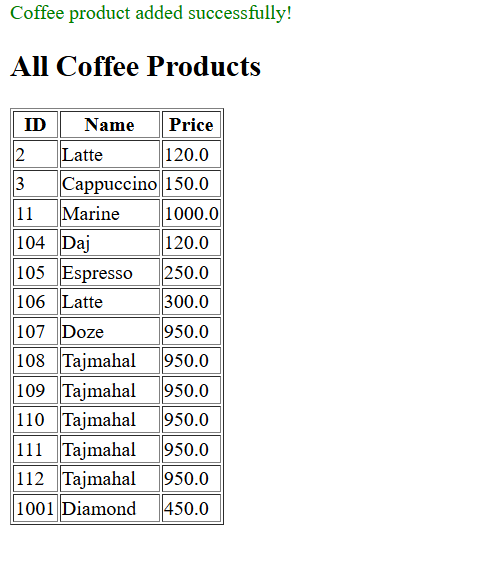 Coffee product added successfully!
All Coffee Products
ID Name Price
2 Latte 120.0
3 Cappuccino 150.0
11 Marine 1000.0
104 Daj 120.0
105 Espresso 250.0
106 Latte 300.0
107 Doze 950.0
108 Tajmahal 950.0
109 Tajmahal 950.0
110 Tajmahal 950.0
111 Tajmahal 950.0
112 Tajmahal 950.0
1001 Diamond 450.0